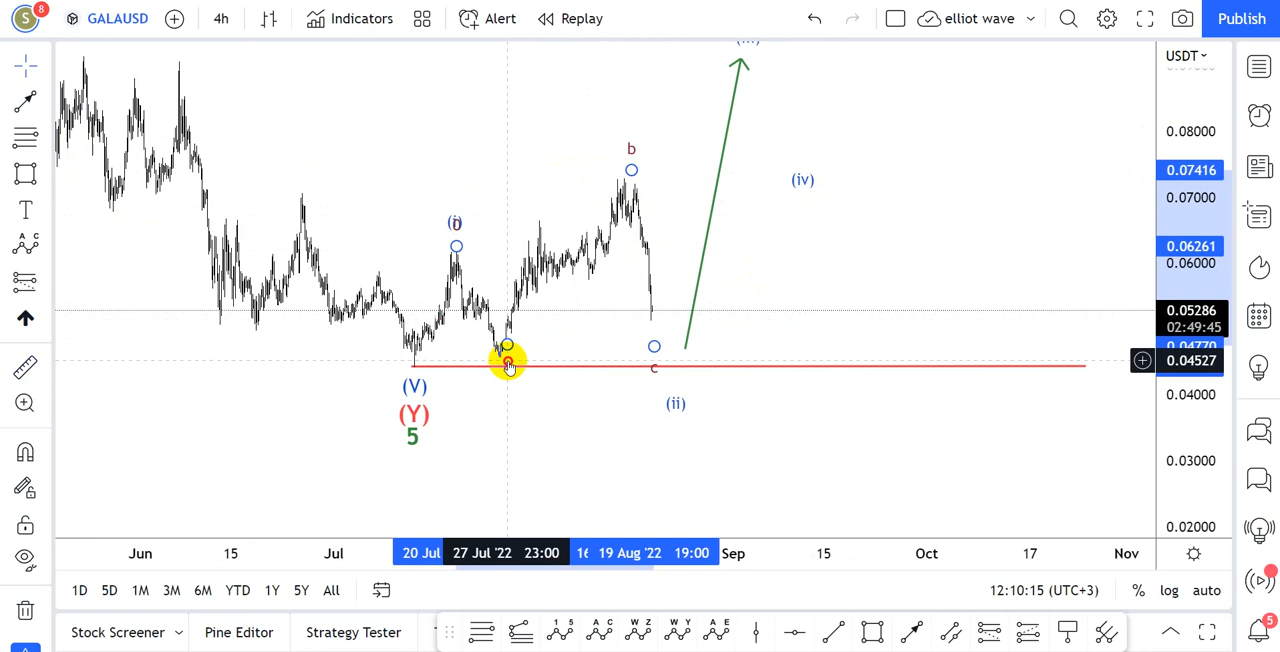 S 8 GALAUSD 4h Indicators Alert Replay elliot wave Publish
USDT
0.08000
0.07416
0.07000
0.06261
0.06000
0.05286
02:49:45
0.04770
0.04527
0.04000
0.03000
0.02000
b
(iv)
(i)
0
c
(ii)
(V)
(Y)
5
Jun 15 Jul 20 Jul 27 Jul '22 23:00 19 Aug '22 19:00 Sep 15 Oct 17 Nov
1D 5D 1M 3M 6M YTD 1Y 5Y All 12:10:15 (UTC+3) % log auto
Stock Screener Pine Editor Strategy Tester
1 5
A C
W Z
W Y
A E
A C
5